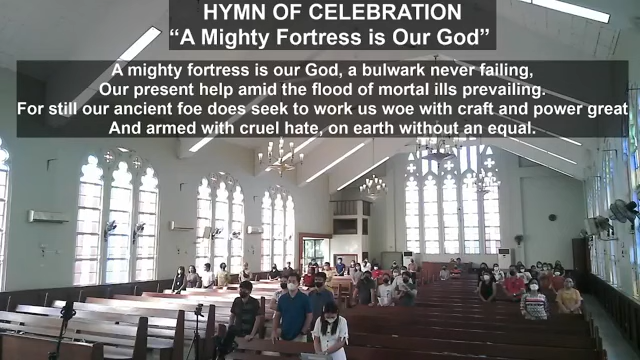 HYMN OF CELEBRATION
“A Mighty Fortress is Our God”
A mighty fortress is our God, a bulwark never failing,
Our present help amid the flood of mortal ills prevailing.
For still our ancient foe does seek to work us woe with craft and power great
And armed with cruel hate, on earth without an equal.